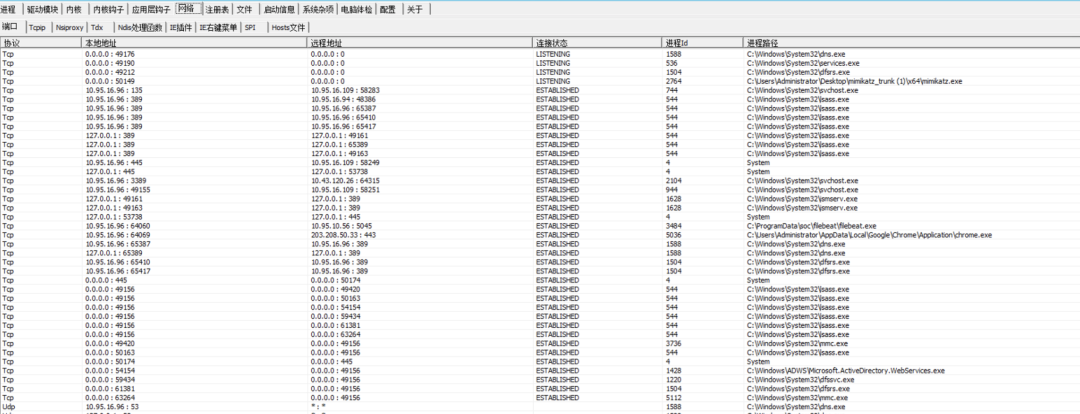 进程 驱动模块 内核 内核钩子 应用层钩子 网络 注册表 文件 启动信息 系统杂项 电脑体检 配置 关于
端口 Tcpip Nsiproxy Tdx Ndis处理函数 IE插件 IE右键菜单 SPI Hosts文件
协议 本地地址 远程地址 连接状态 进程Id 进程路径
Tcp 0.0.0.0 : 49176 0.0.0.0 : 0 LISTENING 1588 C:\Windows\System32\dns.exe
Tcp 0.0.0.0 : 49190 0.0.0.0 : 0 LISTENING 536 C:\Windows\System32\services.exe
Tcp 0.0.0.0 : 49212 0.0.0.0 : 0 LISTENING 1504 C:\Windows\System32\dfsrs.exe
Tcp 0.0.0.0 : 50149 0.0.0.0 : 0 LISTENING 2764 C:\Users\Administrator\Desktop\mimikatz_trunk (1)\x64\mimikatz.exe
Tcp 10.95.16.96 : 135 10.95.16.109 : 58283 ESTABLISHED 744 C:\Windows\System32\svchost.exe
Tcp 10.95.16.96 : 389 10.95.16.94 : 48386 ESTABLISHED 544 C:\Windows\System32\lsass.exe
Tcp 10.95.16.96 : 389 10.95.16.96 : 65387 ESTABLISHED 544 C:\Windows\System32\lsass.exe
Tcp 10.95.16.96 : 389 10.95.16.96 : 65410 ESTABLISHED 544 C:\Windows\System32\lsass.exe
Tcp 10.95.16.96 : 389 10.95.16.96 : 65417 ESTABLISHED 544 C:\Windows\System32\lsass.exe
Tcp 127.0.0.1 : 389 127.0.0.1 : 49161 ESTABLISHED 544 C:\Windows\System32\lsass.exe
Tcp 127.0.0.1 : 389 127.0.0.1 : 65389 ESTABLISHED 544 C:\Windows\System32\lsass.exe
Tcp 127.0.0.1 : 389 127.0.0.1 : 49163 ESTABLISHED 544 C:\Windows\System32\lsass.exe
Tcp 10.95.16.96 : 445 10.95.16.109 : 58249 ESTABLISHED 4 System
Tcp 127.0.0.1 : 445 127.0.0.1 : 53738 ESTABLISHED 4 System
Tcp 10.95.16.96 : 3389 10.43.120.26 : 64315 ESTABLISHED 2104 C:\Windows\System32\svchost.exe
Tcp 10.95.16.96 : 49155 10.95.16.109 : 58251 ESTABLISHED 944 C:\Windows\System32\svchost.exe
Tcp 127.0.0.1 : 49161 127.0.0.1 : 389 ESTABLISHED 1628 C:\Windows\System32\ismserv.exe
Tcp 127.0.0.1 : 49163 127.0.0.1 : 389 ESTABLISHED 1628 C:\Windows\System32\ismserv.exe
Tcp 127.0.0.1 : 53738 127.0.0.1 : 445 ESTABLISHED 4 System
Tcp 10.95.16.96 : 64060 10.95.10.56 : 5045 ESTABLISHED 3484 C:\ProgramData\soc\filebeat\filebeat.exe
Tcp 10.95.16.96 : 64069 203.208.50.33 : 443 ESTABLISHED 5036 C:\Users\Administrator\AppData\Local\Google\Chrome\Application\chrome.exe
Tcp 10.95.16.96 : 65387 10.95.16.96 : 389 ESTABLISHED 1588 C:\Windows\System32\dns.exe
Tcp 127.0.0.1 : 65389 127.0.0.1 : 389 ESTABLISHED 1588 C:\Windows\System32\dns.exe
Tcp 10.95.16.96 : 65410 10.95.16.96 : 389 ESTABLISHED 1504 C:\Windows\System32\dfsrs.exe
Tcp 10.95.16.96 : 65417 10.95.16.96 : 389 ESTABLISHED 1504 C:\Windows\System32\dfsrs.exe
Tcp 0.0.0.0 : 445 0.0.0.0 : 50174 ESTABLISHED 4 System
Tcp 0.0.0.0 : 49156 0.0.0.0 : 49420 ESTABLISHED 544 C:\Windows\System32\lsass.exe
Tcp 0.0.0.0 : 49156 0.0.0.0 : 50163 ESTABLISHED 544 C:\Windows\System32\lsass.exe
Tcp 0.0.0.0 : 49156 0.0.0.0 : 54154 ESTABLISHED 544 C:\Windows\System32\lsass.exe
Tcp 0.0.0.0 : 49156 0.0.0.0 : 59434 ESTABLISHED 544 C:\Windows\System32\lsass.exe
Tcp 0.0.0.0 : 49156 0.0.0.0 : 61381 ESTABLISHED 544 C:\Windows\System32\lsass.exe
Tcp 0.0.0.0 : 49156 0.0.0.0 : 63264 ESTABLISHED 544 C:\Windows\System32\lsass.exe
Tcp 0.0.0.0 : 49420 0.0.0.0 : 49156 ESTABLISHED 3736 C:\Windows\System32\mmc.exe
Tcp 0.0.0.0 : 50163 0.0.0.0 : 49156 ESTABLISHED 544 C:\Windows\System32\lsass.exe
Tcp 0.0.0.0 : 50174 0.0.0.0 : 445 ESTABLISHED 4 System
Tcp 0.0.0.0 : 54154 0.0.0.0 : 49156 ESTABLISHED 1428 C:\Windows\ADWS\Microsoft.ActiveDirectory.WebServices.exe
Tcp 0.0.0.0 : 59434 0.0.0.0 : 49156 ESTABLISHED 1220 C:\Windows\System32\dfssvc.exe
Tcp 0.0.0.0 : 61381 0.0.0.0 : 49156 ESTABLISHED 1504 C:\Windows\System32\dfsrs.exe
Tcp 0.0.0.0 : 63264 0.0.0.0 : 49156 ESTABLISHED 5112 C:\Windows\System32\mmc.exe
Udp 10.95.16.96 : 53 * : * 1588 C:\Windows\System32\dns.exe